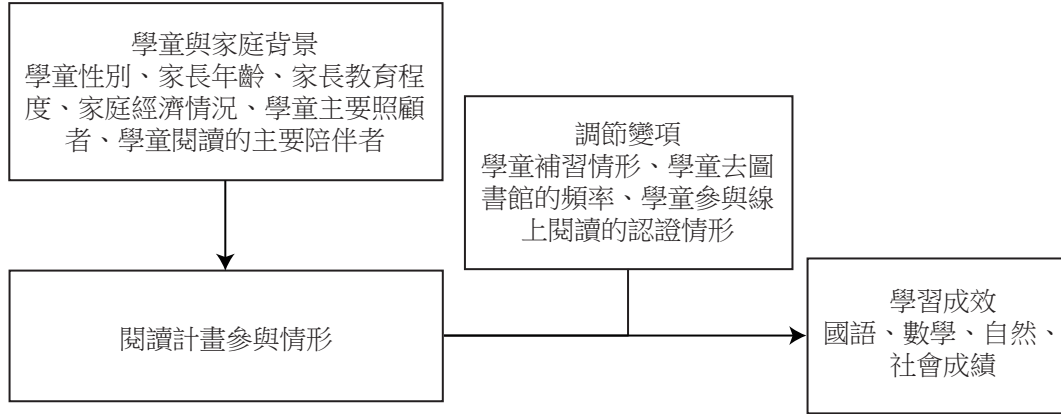 學童與家庭背景
學童性別、家長年齡、家長教育程
度、家庭經濟情況、學童主要照顧
者、學童閱讀的主要陪伴者
調節變項
學童補習情形、學童去圖
書館的頻率、學童參與線
上閱讀的認證情形
閱讀計畫參與情形
學習成效
國語、數學、自然、
社會成績